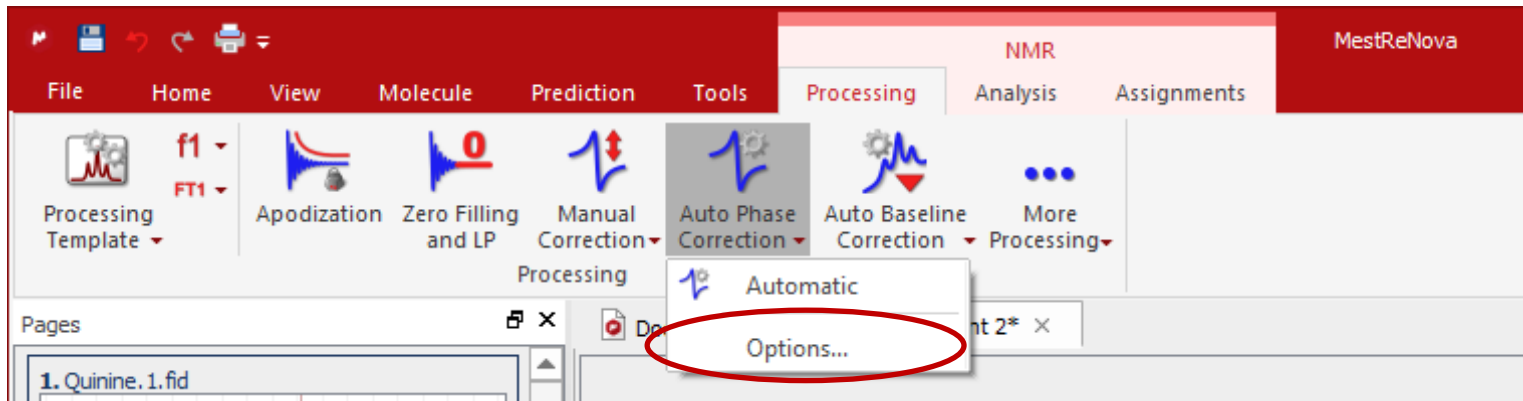 NMR
MestReNova
File Home View Molecule Prediction Tools Processing Analysis Assignments
f1
0
FT1
Processing Template
Apodization
Zero Filling and LP
Manual Correction
Auto Phase Correction
Auto Baseline Correction
More Processing
Processing
Automatic
Options...
Pages
Do
nt 2*
1. Quinine.1.fid